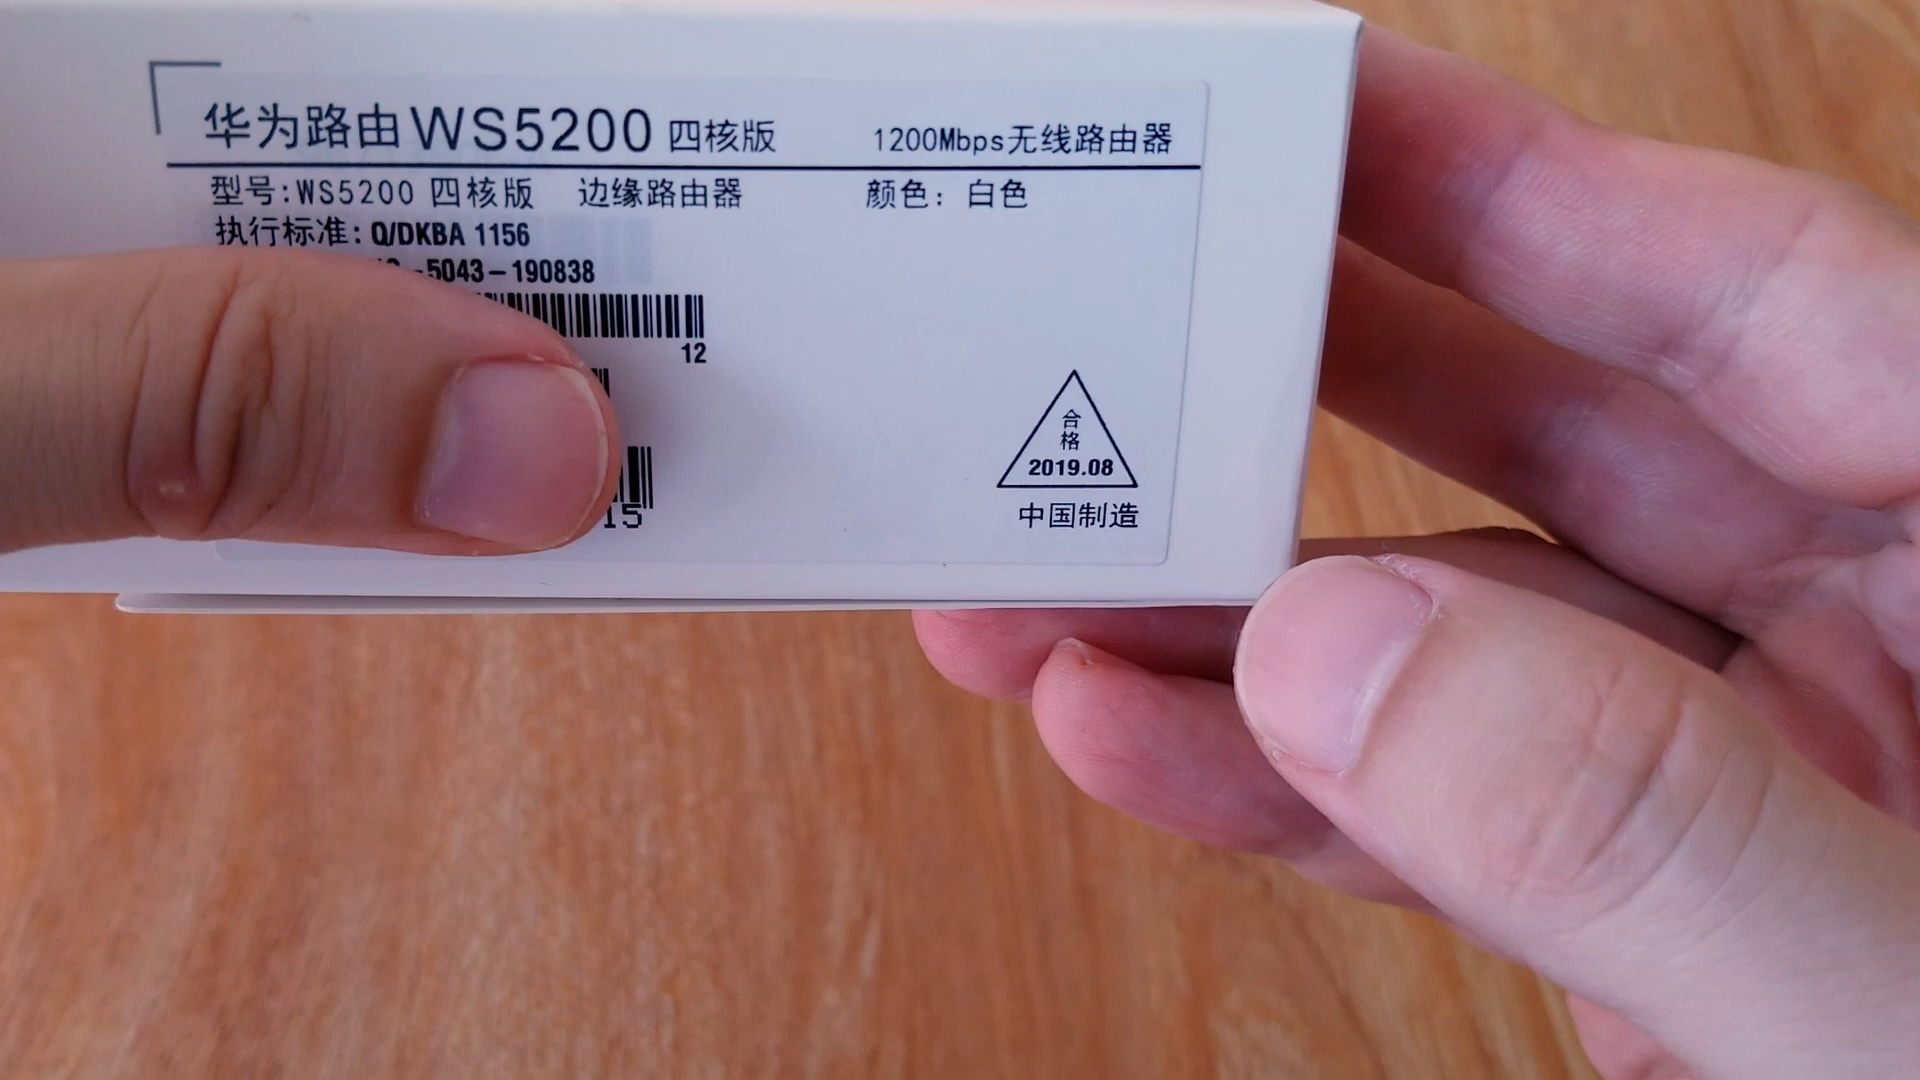 华为路由WS5200 四核版 1200Mbps无线路由器
型号:WS5200 四核版 边缘路由器 颜色: 白色
执行标准: Q/DKBA 1156
-5043-190838
12
合
格
2019.08
15
中国制造